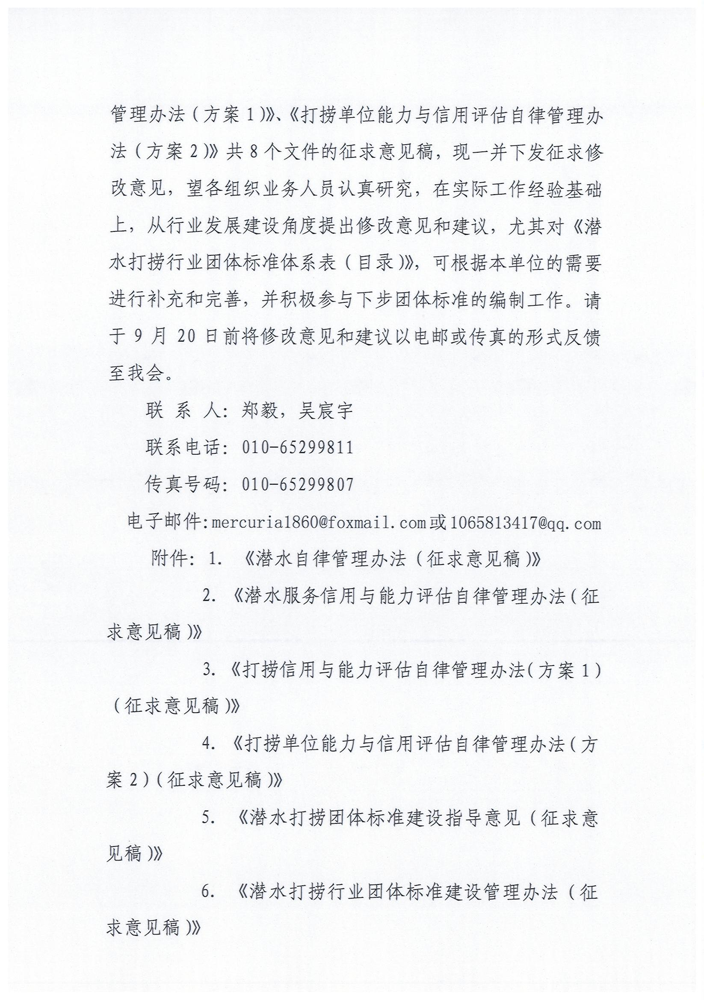 管理办法（方案1）》、《打捞单位能力与信用评估自律管理办
法（方案2）》共8个文件的征求意见稿，现一并下发征求修
改意见，望各组织业务人员认真研究，在实际工作经验基础
上，从行业发展建设角度提出修改意见和建议，尤其对《潜
水打捞行业团体标准体系表（目录）》，可根据本单位的需要
进行补充和完善，并积极参与下步团体标准的编制工作。请
于9月20日前将修改意见和建议以电邮或传真的形式反馈
至我会。
联 系 人：郑毅，吴宸宇
联系电话：010-65299811
传真号码：010-65299807
电子邮件:mercurial860@foxmail.com或1065813417@qq.com
附件：1. 《潜水自律管理办法（征求意见稿）》
2. 《潜水服务信用与能力评估自律管理办法（征
求意见稿）》
3. 《打捞信用与能力评估自律管理办法（方案1）
（征求意见稿）》
4. 《打捞单位能力与信用评估自律管理办法（方
案2）（征求意见稿）》
5. 《潜水打捞团体标准建设指导意见（征求意
见稿）》
6. 《潜水打捞行业团体标准建设管理办法（征
求意见稿）》